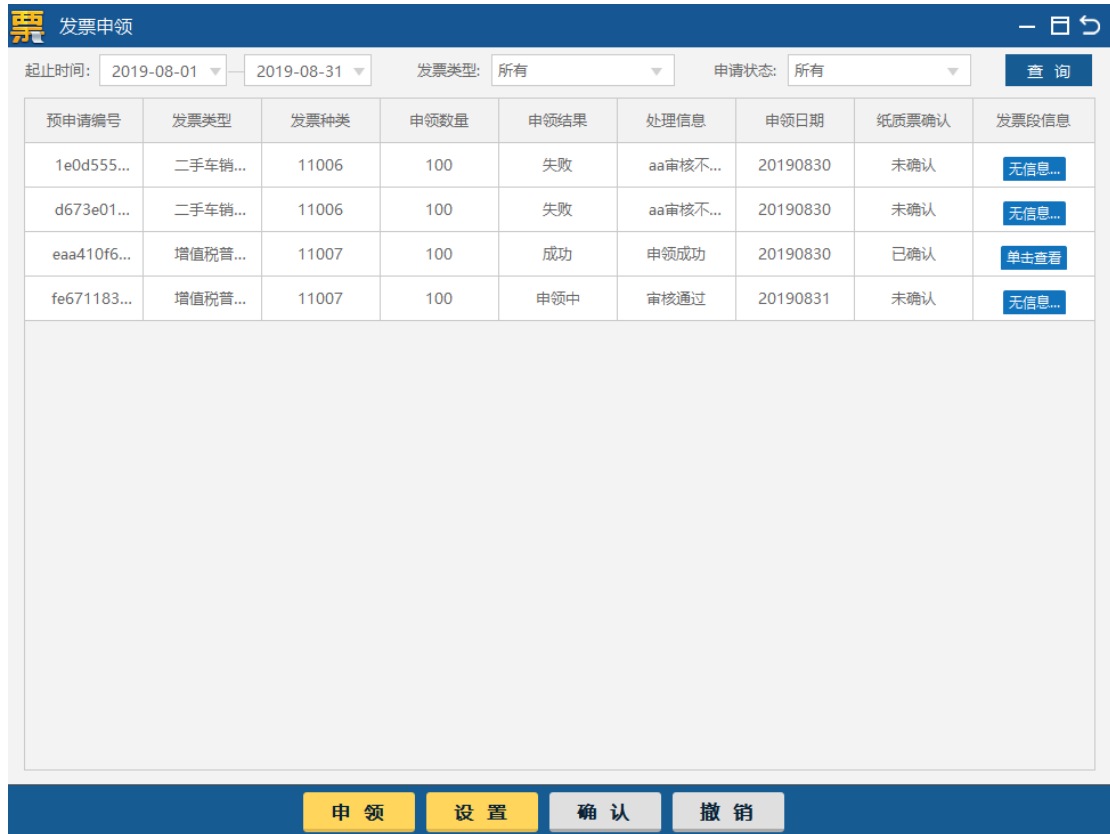 票 发票申领
起止时间: 2019-08-01 — 2019-08-31 发票类型: 所有 申请状态: 所有 查 询
预申请编号 发票类型 发票种类 申领数量 申领结果 处理信息 申领日期 纸质票确认 发票段信息
1e0d555... 二手车销... 11006 100 失败 aa审核不... 20190830 未确认 无信息...
d673e01... 二手车销... 11006 100 失败 aa审核不... 20190830 未确认 无信息...
eaa410f6... 增值税普... 11007 100 成功 申领成功 20190830 已确认 单击查看
fe671183... 增值税普... 11007 100 申领中 审核通过 20190831 未确认 无信息...
申 领 设 置 确 认 撤 销